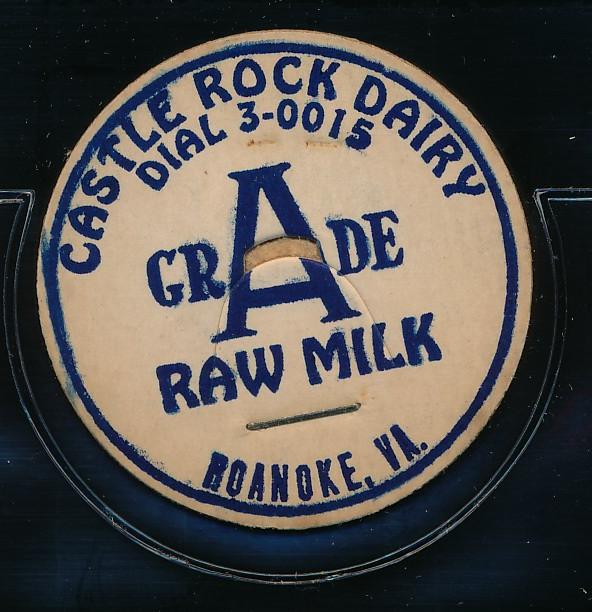 CASTLE ROCK DAIRY
DIAL 3-0015
GRADE
RAW MILK
ROANOKE, VA.